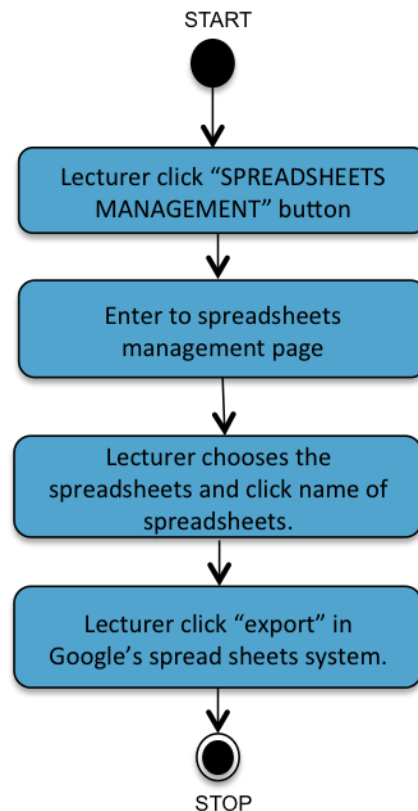 START
Lecturer click “SPREADSHEETS
MANAGEMENT” button
Enter to spreadsheets
management page
Lecturer chooses the
spreadsheets and click name of
spreadsheets.
Lecturer click “export” in
Google’s spread sheets system.
STOP